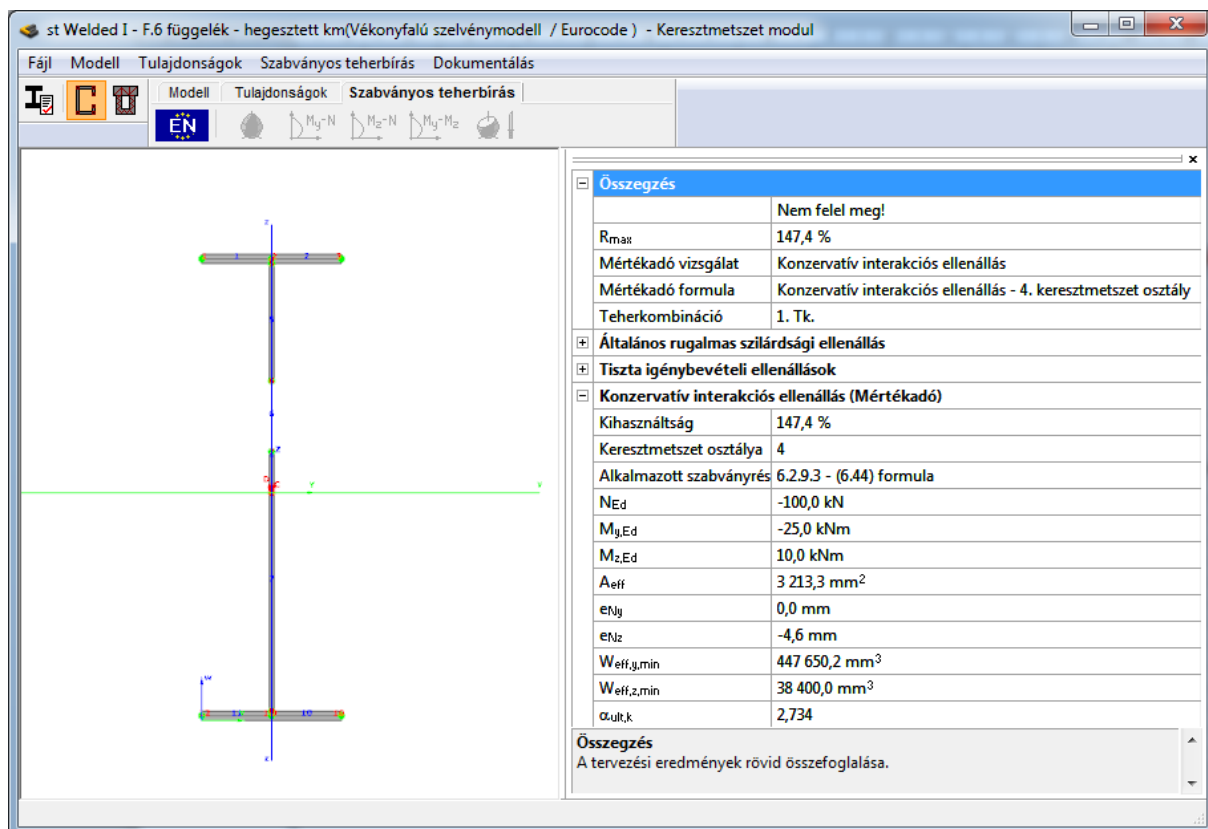 st Welded I - F.6 függelék - hegesztett km(Vékonyfalú szelvénymodell / Eurocode ) - Keresztmetszet modul
Fájl Modell Tulajdonságok Szabványos teherbírás Dokumentálás
Modell Tulajdonságok Szabványos teherbírás
EN My-N Mz-N My-Mz
Összegzés
Nem felel meg!
Rmax 147,4 %
Mértékadó vizsgálat Konzervatív interakciós ellenállás
Mértékadó formula Konzervatív interakciós ellenállás - 4. keresztmetszet osztály
Teherkombináció 1. Tk.
Általános rugalmas szilárdsági ellenállás
Tiszta igénybevételi ellenállások
Konzervatív interakciós ellenállás (Mértékadó)
Kihasználtság 147,4 %
Keresztmetszet osztálya 4
Alkalmazott szabványrés 6.2.9.3 - (6.44) formula
NEd -100,0 kN
My,Ed -25,0 kNm
Mz,Ed 10,0 kNm
Aeff 3 213,3 mm²
eNy 0,0 mm
eNz -4,6 mm
Weff,y,min 447 650,2 mm³
Weff,z,min 38 400,0 mm³
αult,k 2,734
Összegzés
A tervezési eredmények rövid összefoglalása.
z
1 2
Y
10